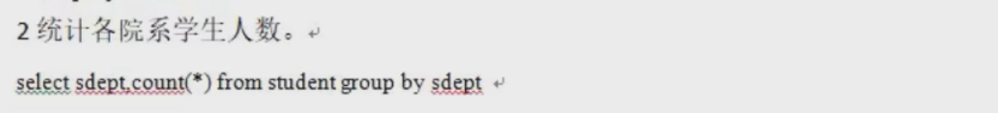 2 统计各院系学生人数。
select sdept,count(*) from student group by sdept